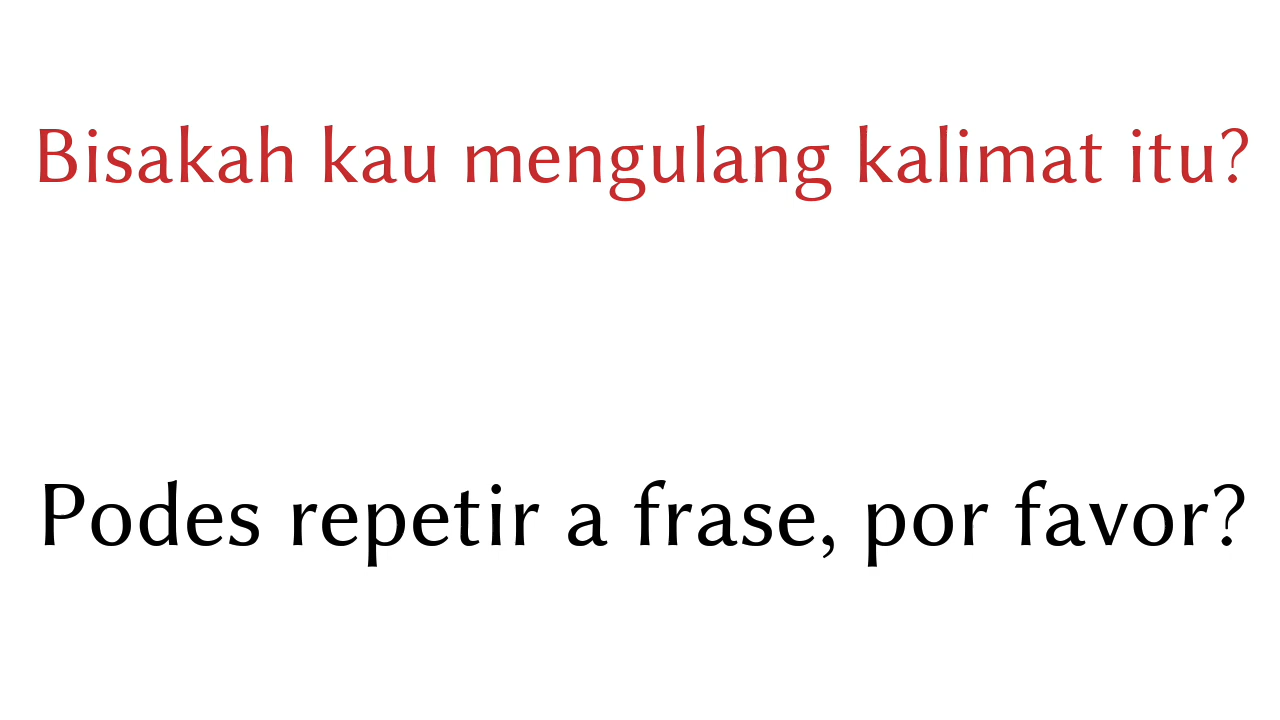 Bisakah kau mengulang kalimat itu?
Podes repetir a frase, por favor?